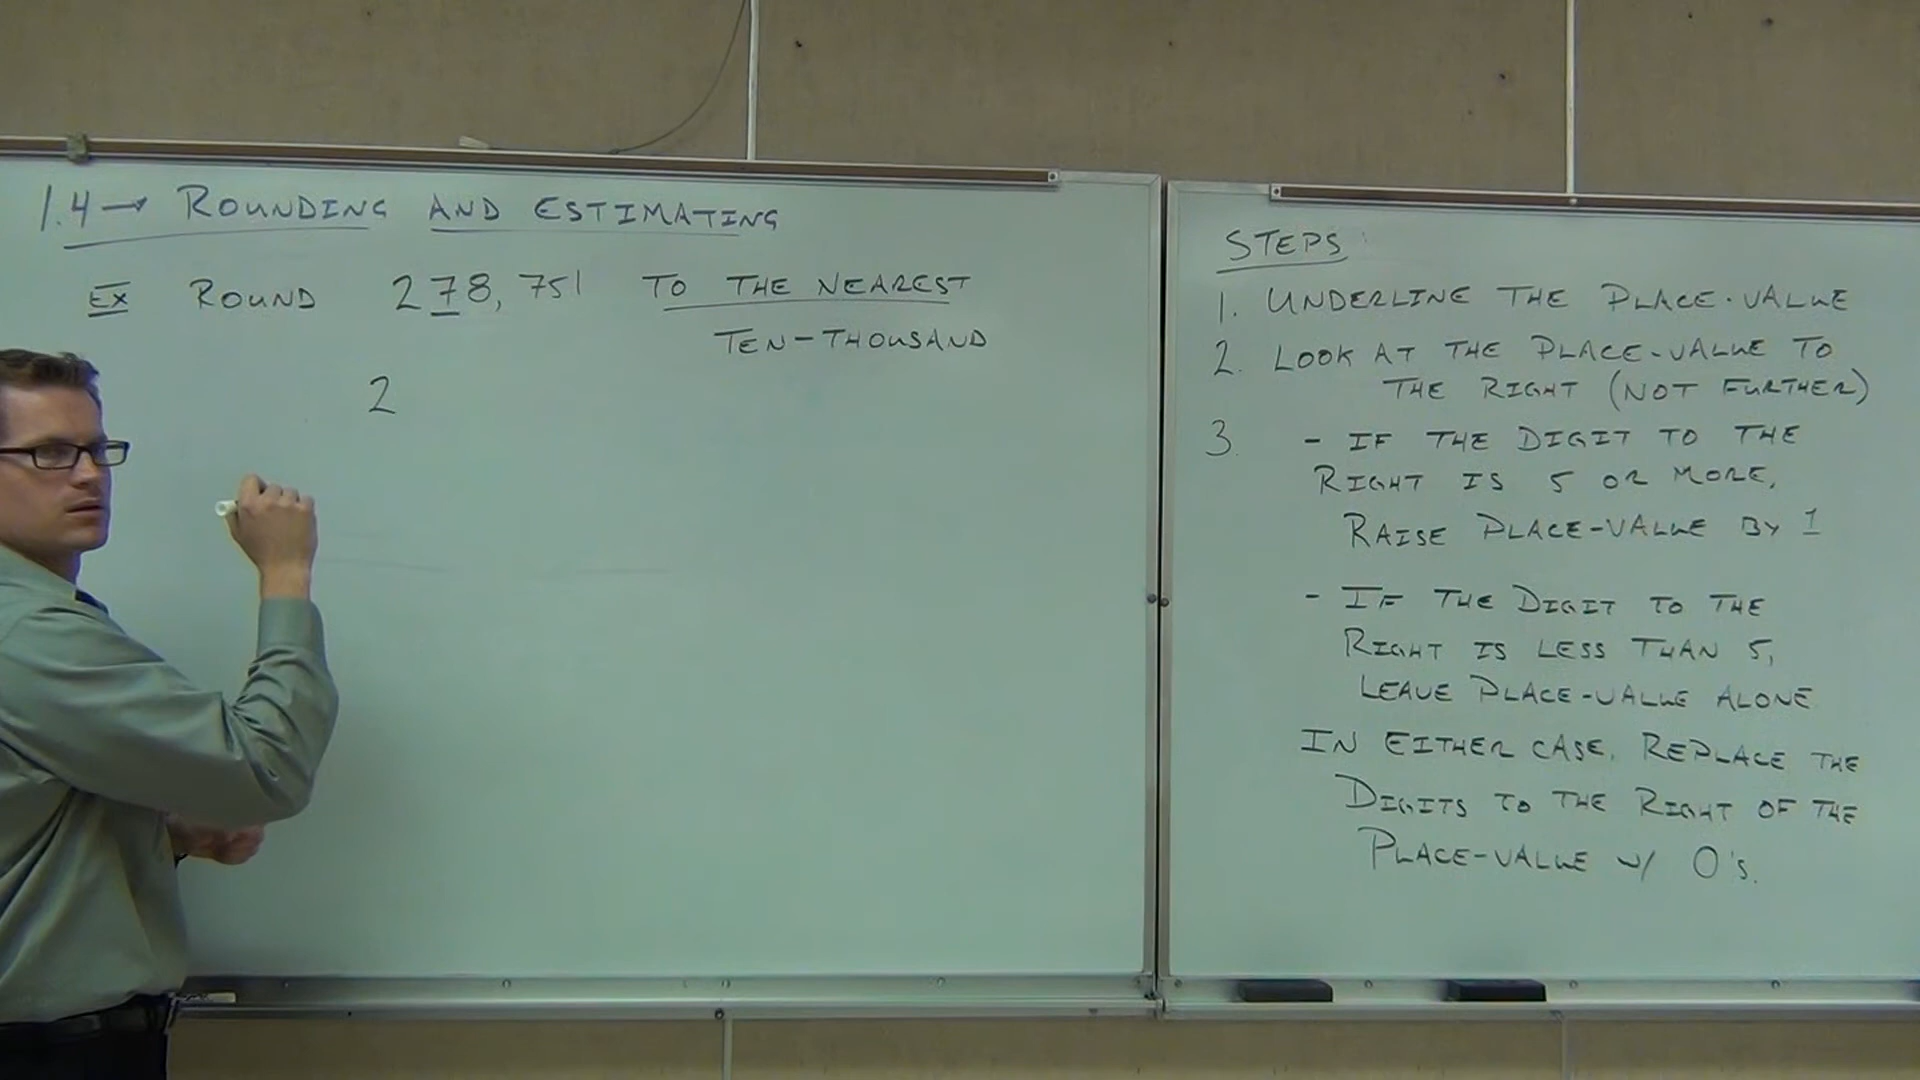 1.4 → ROUNDING AND ESTIMATING
EX ROUND 278,751 TO THE NEAREST
TEN-THOUSAND
2
STEPS
1. UNDERLINE THE PLACE-VALUE
2. LOOK AT THE PLACE-VALUE TO
THE RIGHT (NOT FURTHER)
3. - IF THE DIGIT TO THE
RIGHT IS 5 OR MORE,
RAISE PLACE-VALUE BY 1
- IF THE DIGIT TO THE
RIGHT IS LESS THAN 5,
LEAVE PLACE-VALUE ALONE
IN EITHER CASE, REPLACE THE
DIGITS TO THE RIGHT OF THE
PLACE-VALUE W/ 0's.